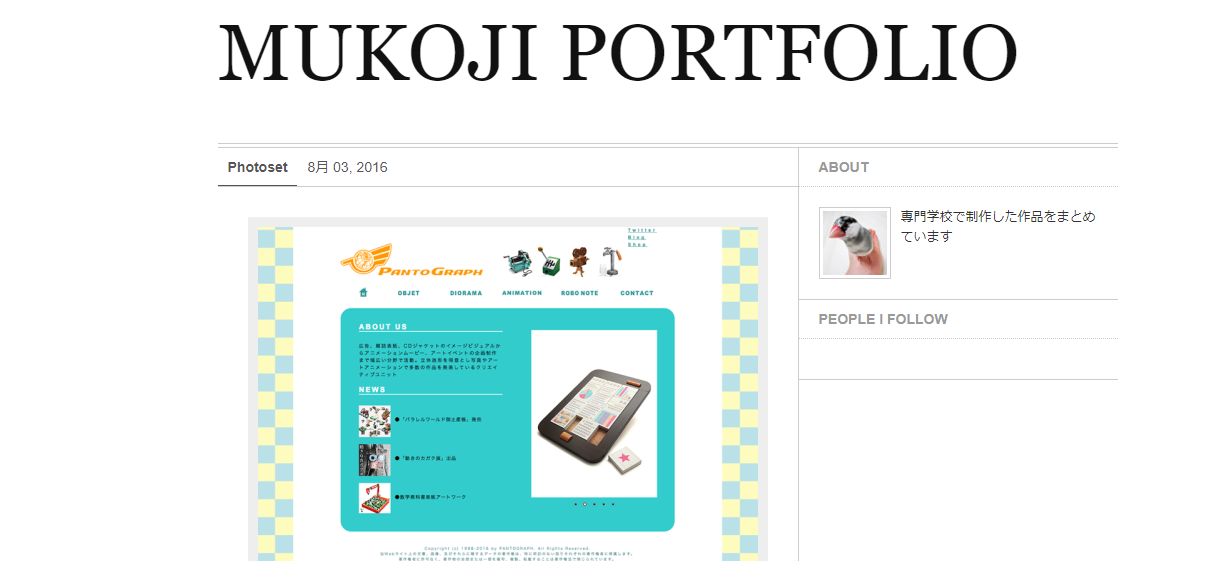 MUKOJI PORTFOLIO
Photoset 8月 03, 2016
ABOUT
専門学校で制作した作品をまとめ
ています
PEOPLE I FOLLOW
Twitter
Blog
Shop
PANTOGRAPH
OBJET DIORAMA ANIMATION ROBO NOTE CONTACT
ABOUT US
広告、雑誌表紙、CDジャケットのイメージビジュアルか
らアニメーションムービー、アートイベントの企画制作
まで幅広い分野で活動。立体造形を得意とし写真やアー
トアニメーションで多数の作品を発表しているクリエイ
ティブユニット
NEWS
●「パラレルワールド御土産展」発売
●「動きのカガク展」出品
●数学教科書表紙アートワーク
Copyright (c) 1998-2016 by PANTOGRAPH. All Rights Reserved.